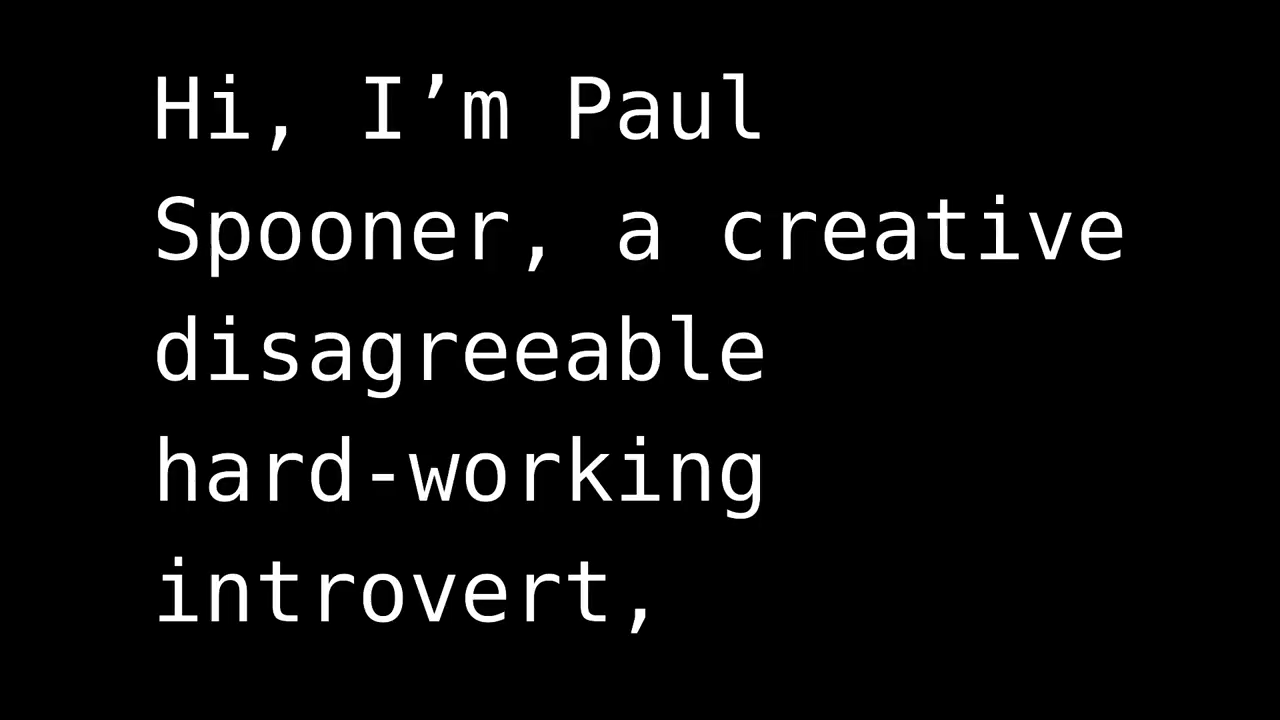 Hi, I’m Paul
Spooner, a creative
disagreeable
hard-working
introvert,